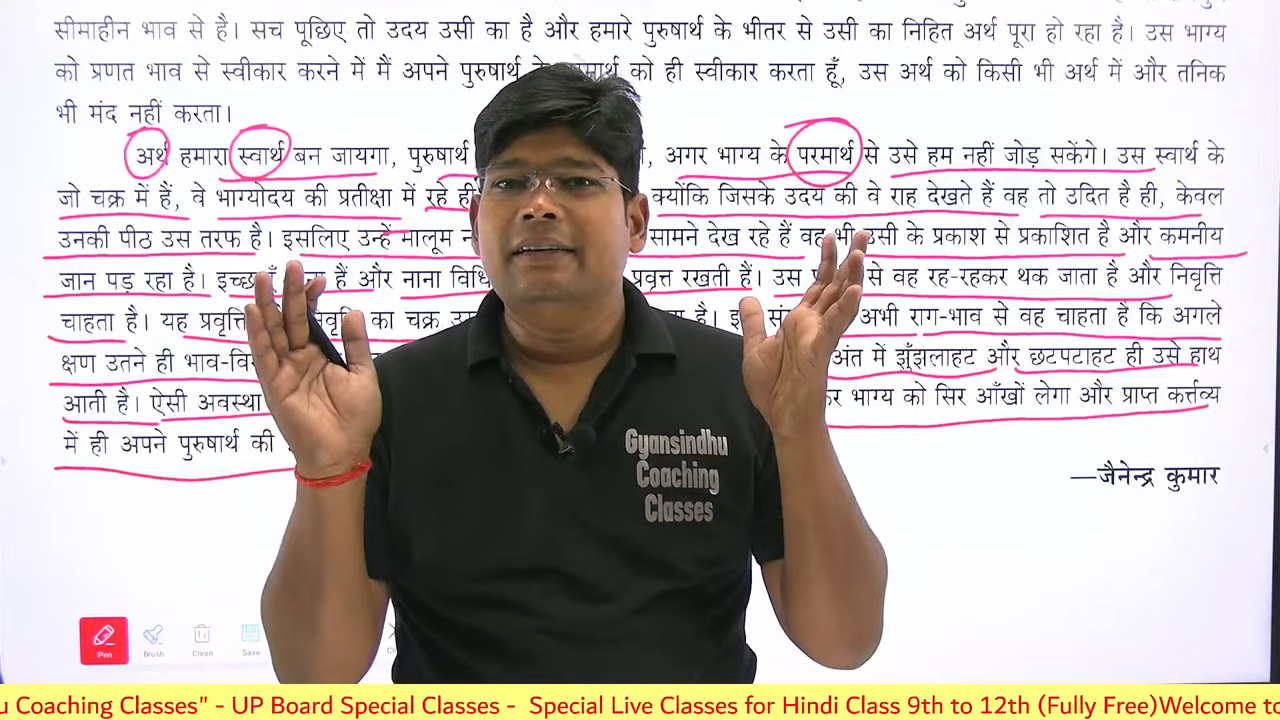 सीमाहीन भाव से है। सच पूछिए तो उदय उसी का है और हमारे पुरुषार्थ के भीतर से उसी का निहित अर्थ पूरा हो रहा है। उस भाग्य
को प्रणत भाव से स्वीकार करने में मैं अपने पुरुषार्थ को ही स्वीकार करता हूँ, उस अर्थ को किसी भी अर्थ में और तनिक
भी मंद नहीं करता।
अर्थ हमारा स्वार्थ बन जायगा, पुरुषार्थ अगर भाग्य के परमार्थ से उसे हम नहीं जोड़ सकेंगे। उस स्वार्थ के
जो चक्र में हैं, वे भाग्योदय की प्रतीक्षा में रहे ही क्योंकि जिसके उदय की वे राह देखते हैं वह तो उदित है ही, केवल
उनकी पीठ उस तरफ है। इसलिए उन्हें मालूम सामने देख रहे हैं वह भी उसी के प्रकाश से प्रकाशित है और कमनीय
जान पड़ रहा है। हैं और नाना प्रवृत्त रखती हैं। उस से वह रह-रहकर थक जाता है और निवृत्ति
चाहता है। यह का चक्र है। अभी राग-भाव से वह चाहता है कि अगले
क्षण उतने ही अंत में झुँझलाहट और छटपटाहट ही उसे हाथ
आती है। ऐसी अवस्था भाग्य को सिर आँखों लेगा और प्राप्त कर्त्तव्य
में ही अपने पुरुषार्थ की
—जैनेन्द्र कुमार
Gyansindhu
Coaching
Classes
Pen Brush Clean Save
Coaching Classes" - UP Board Special Classes - Special Live Classes for Hindi Class 9th to 12th (Fully Free)Welcome to